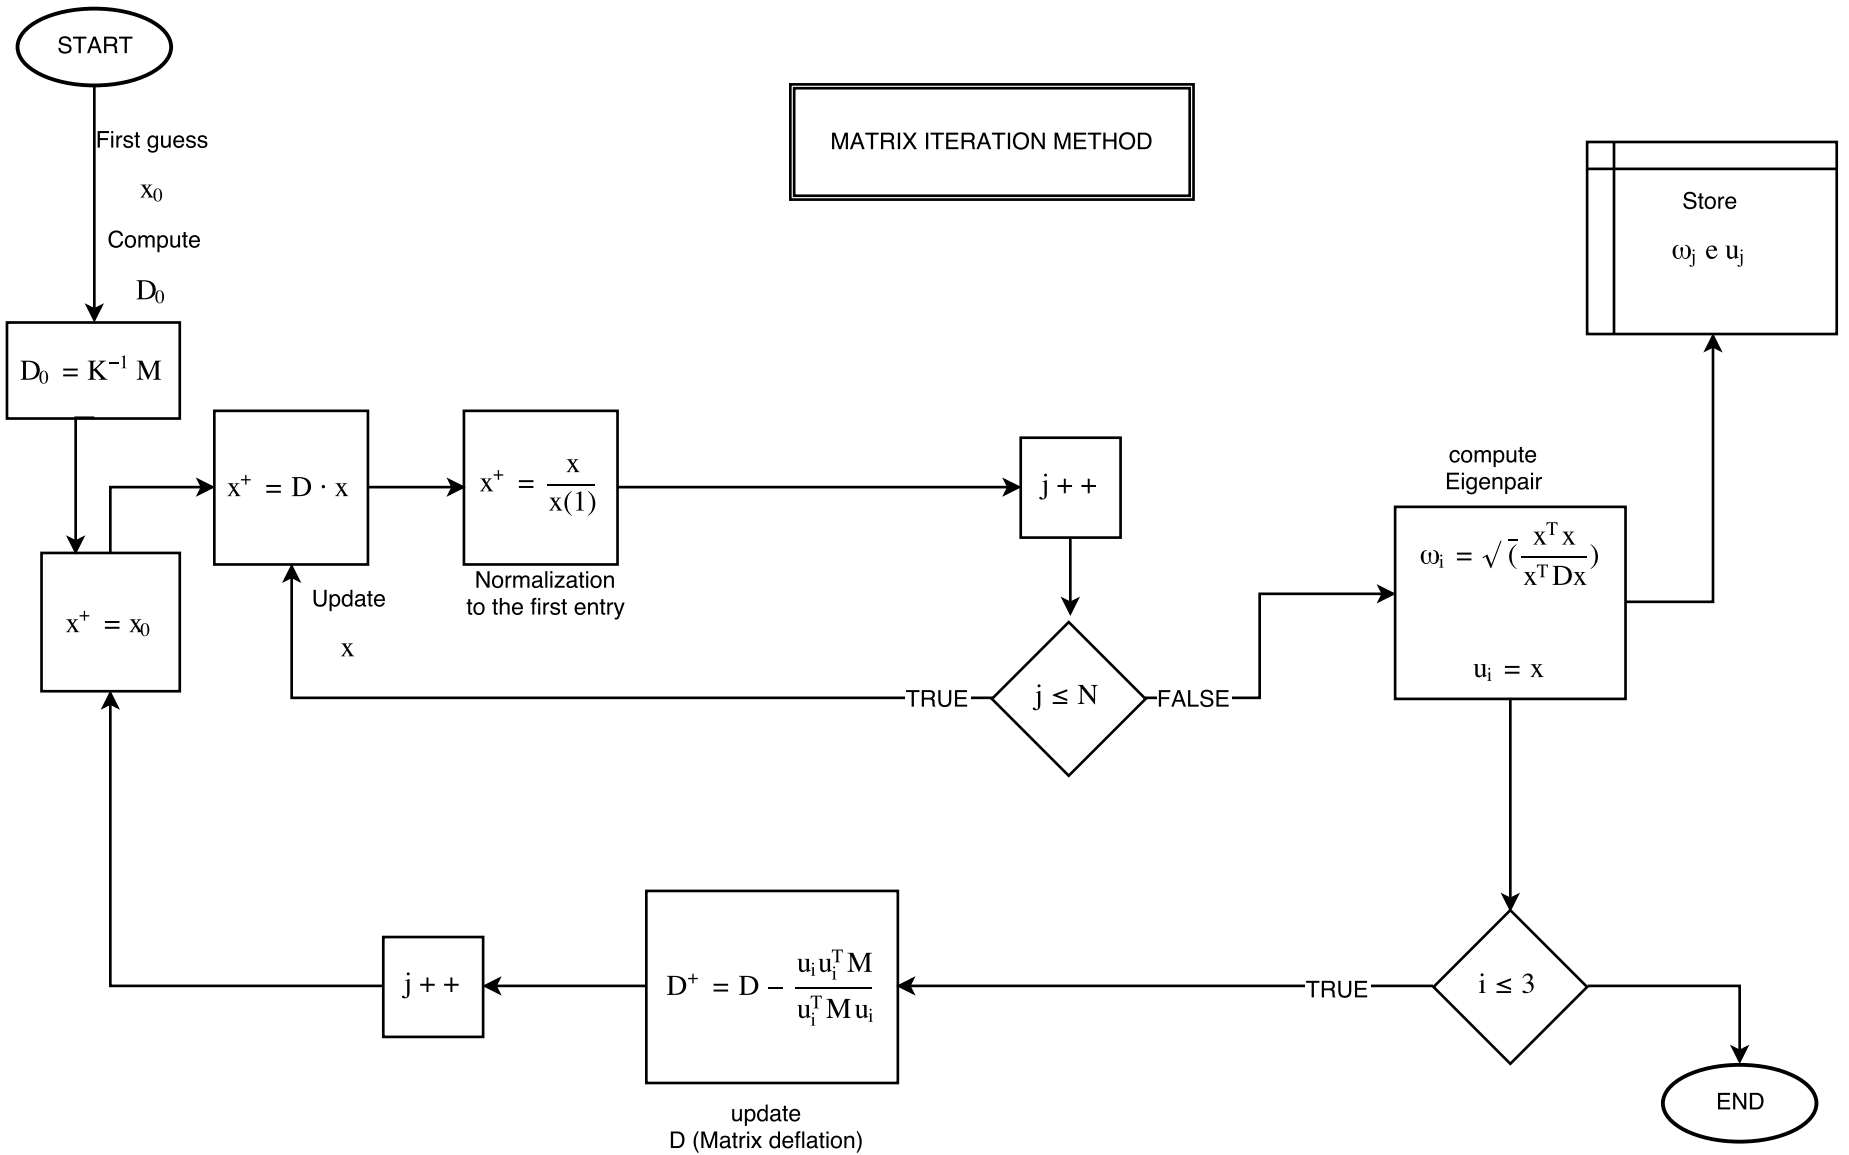 START
First guess
x₀
Compute
D₀
MATRIX ITERATION METHOD
Store
ωⱼ e uⱼ
D₀ = K⁻¹ M
x⁺ = D · x
x⁺ = x / x(1)
Normalization
to the first entry
j + +
compute
Eigenpair
ωᵢ = √(xᵀ x / xᵀ Dx)
uᵢ = x
x⁺ = x₀
Update
x
TRUE
j ≤ N
FALSE
j + +
D⁺ = D − uᵢ uᵢᵀ M / uᵢᵀ M uᵢ
update
D (Matrix deflation)
TRUE
i ≤ 3
END